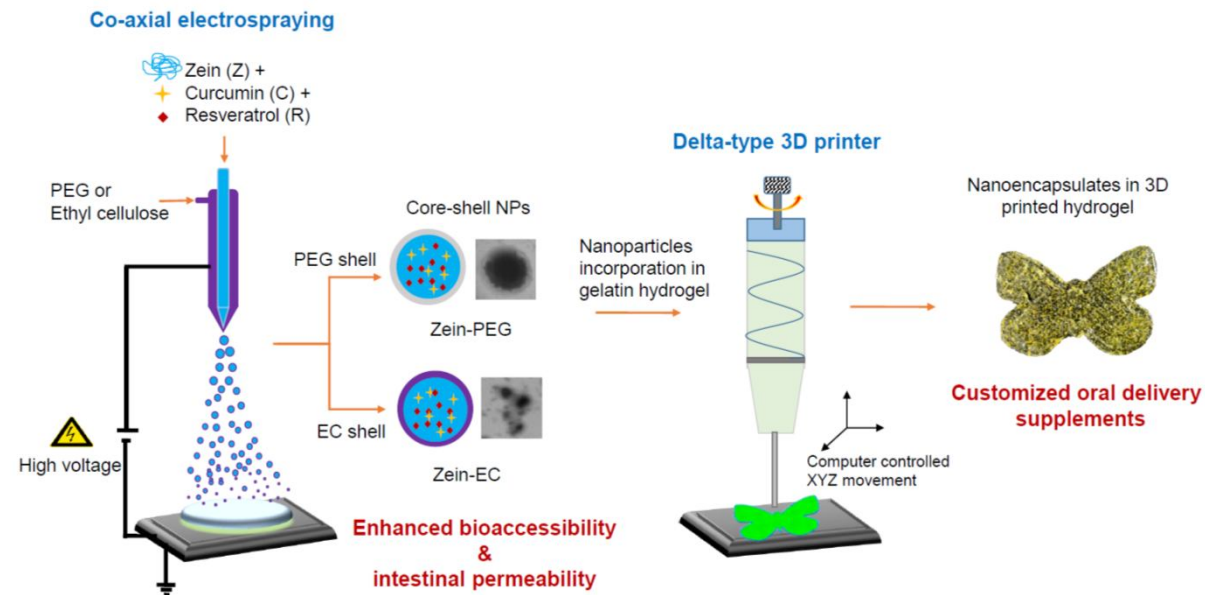 Co-axial electrospraying
Zein (Z) +
Curcumin (C) +
Resveratrol (R)
PEG or
Ethyl cellulose
High voltage
Core-shell NPs
PEG shell
Zein-PEG
EC shell
Zein-EC
Enhanced bioaccessibility
&
intestinal permeability
Nanoparticles
incorporation in
gelatin hydrogel
Delta-type 3D printer
Computer controlled
XYZ movement
Nanoencapsulates in 3D
printed hydrogel
Customized oral delivery
supplements